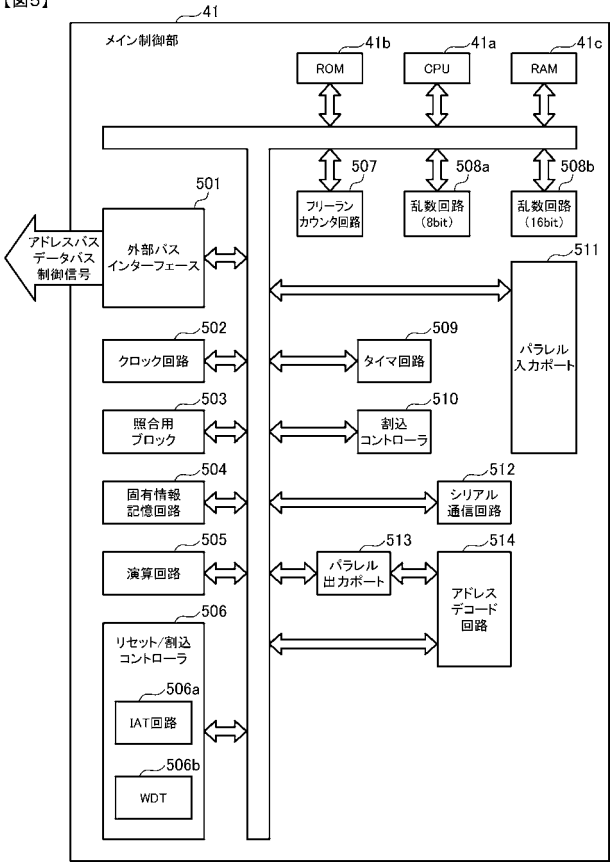 【図5】
41
メイン制御部
41b
41a
41c
ROM
CPU
RAM
507
508a
508b
フリーラン
カウンタ回路
乱数回路
(8bit)
乱数回路
(16bit)
501
アドレスバス
データバス
制御信号
外部バス
インターフェース
511
パラレル
入力ポート
502
クロック回路
509
タイマ回路
503
照合用
ブロック
510
割込
コントローラ
504
固有情報
記憶回路
512
シリアル
通信回路
505
演算回路
513
パラレル
出力ポート
514
アドレス
デコード
回路
506
リセット/割込
コントローラ
506a
IAT回路
506b
WDT